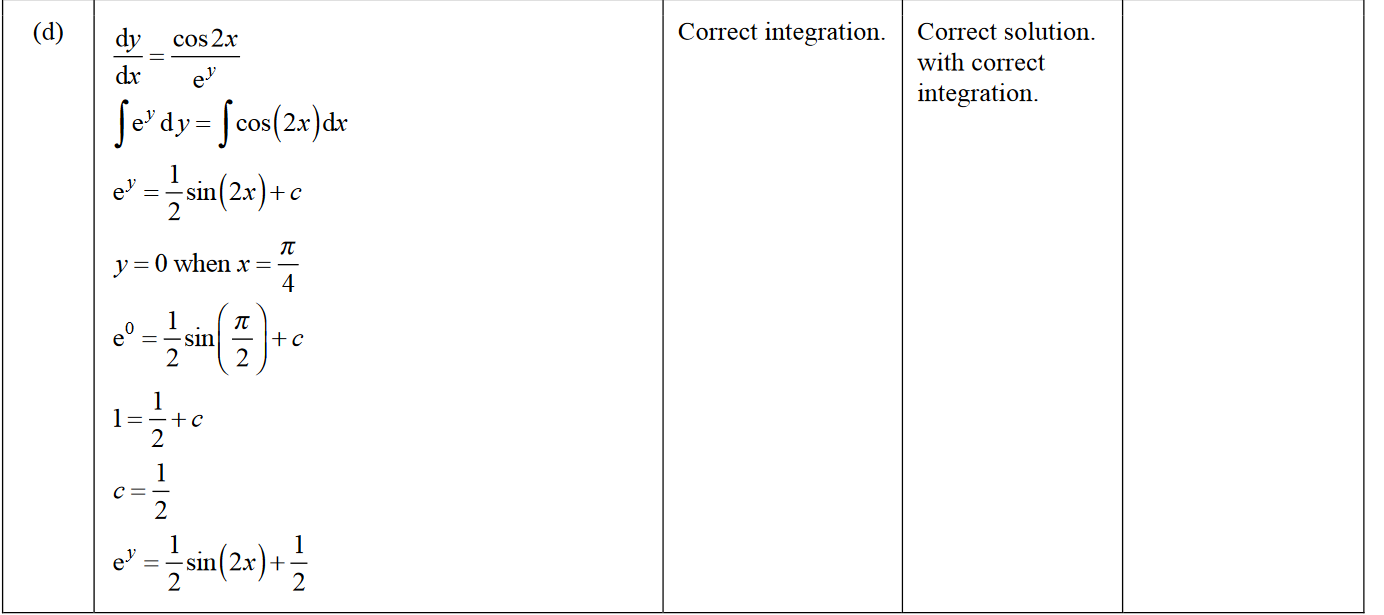 (d)
dy/dx = cos 2x / e^y
∫e^y dy = ∫cos(2x)dx
e^y = 1/2 sin(2x) + c
y = 0 when x = π/4
e^0 = 1/2 sin(π/2) + c
1 = 1/2 + c
c = 1/2
e^y = 1/2 sin(2x) + 1/2
Correct integration.
Correct solution.
with correct
integration.